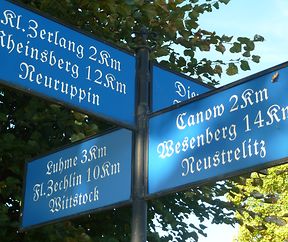 Kl. Zerlang 2Km
Rheinsberg 12Km
Neuruppin
Canow 2Km
Wesenberg 14Km
Neustrelitz
Luhme 3Km
Fl. Zechlin 10Km
Wittstock